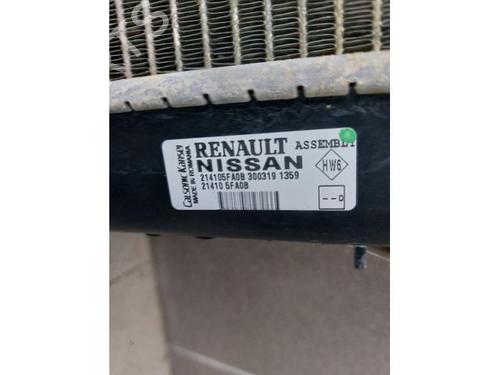 RENAULT ASSEMBLY
NISSAN
214105FA0B 300319 1359
21410 5FA0B
Calsonic Kansei
MADE IN ROMANIA
HW6
--D